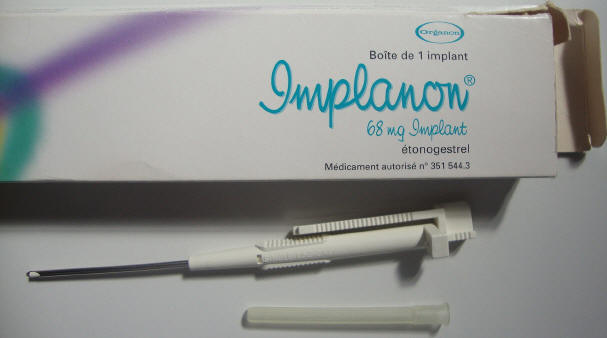 Organon
Boîte de 1 implant
Implanon®
68 mg Implant
étonogestrel
Médicament autorisé n° 351 544.3